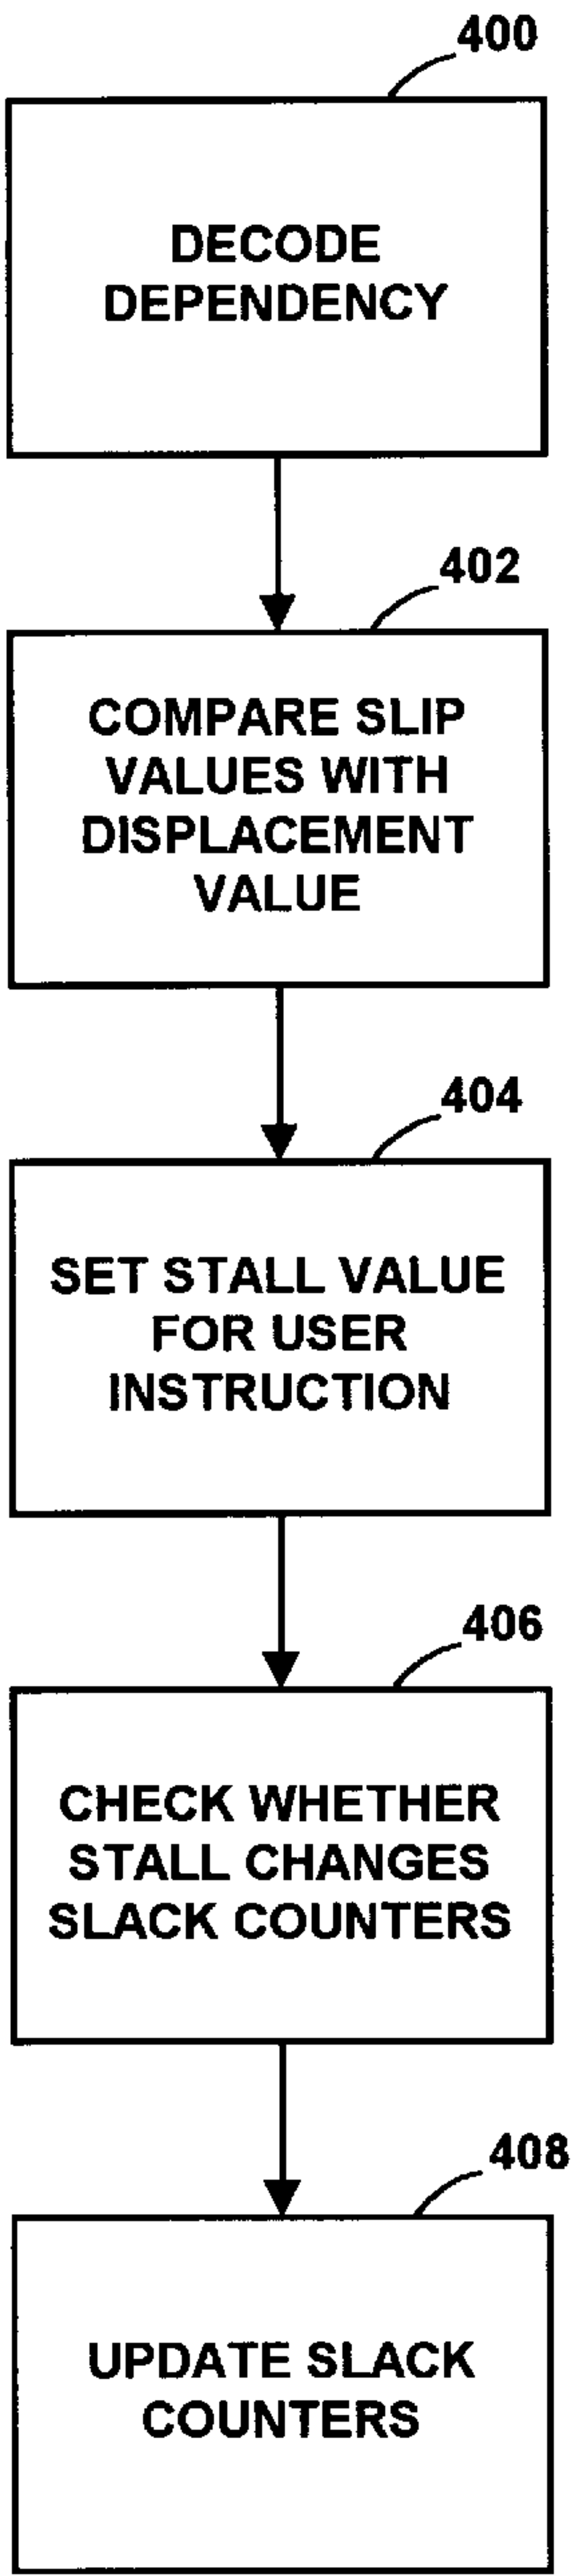 400
DECODE
DEPENDENCY
402
COMPARE SLIP
VALUES WITH
DISPLACEMENT
VALUE
404
SET STALL VALUE
FOR USER
INSTRUCTION
406
CHECK WHETHER
STALL CHANGES
SLACK COUNTERS
408
UPDATE SLACK
COUNTERS